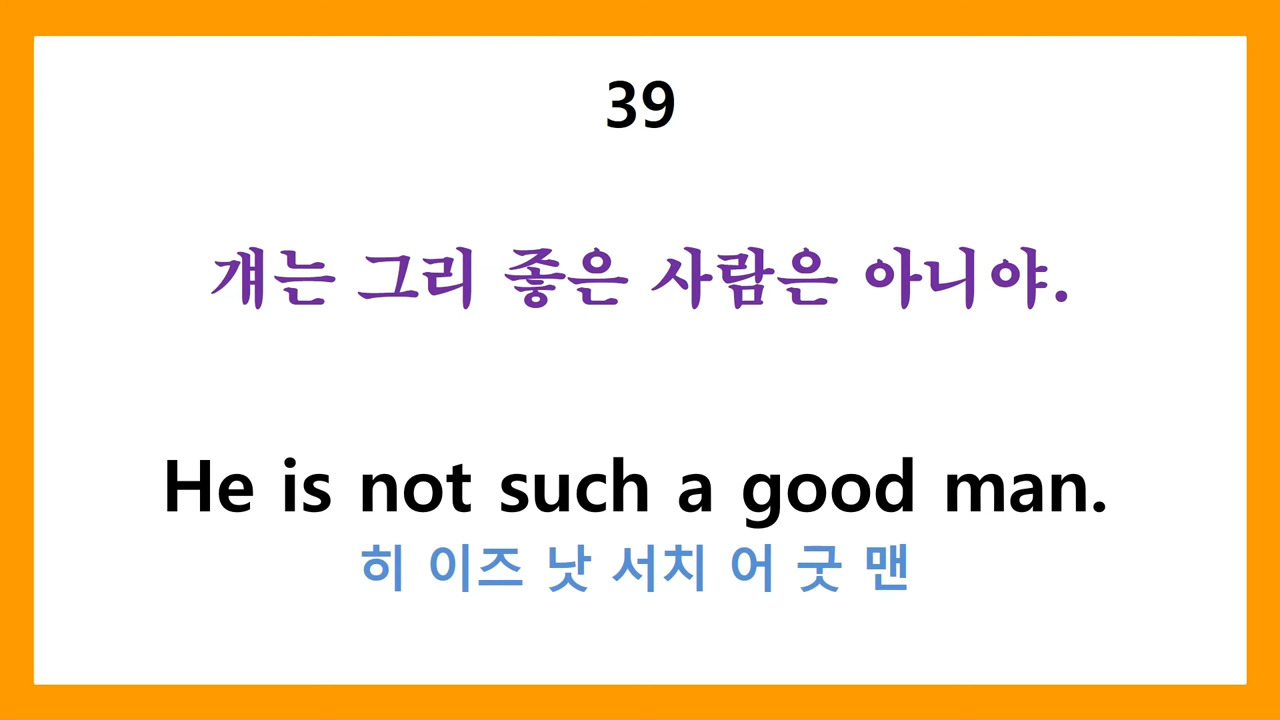 39
걔는 그리 좋은 사람은 아니야.
He is not such a good man.
히 이즈 낫 서치 어 굿 맨